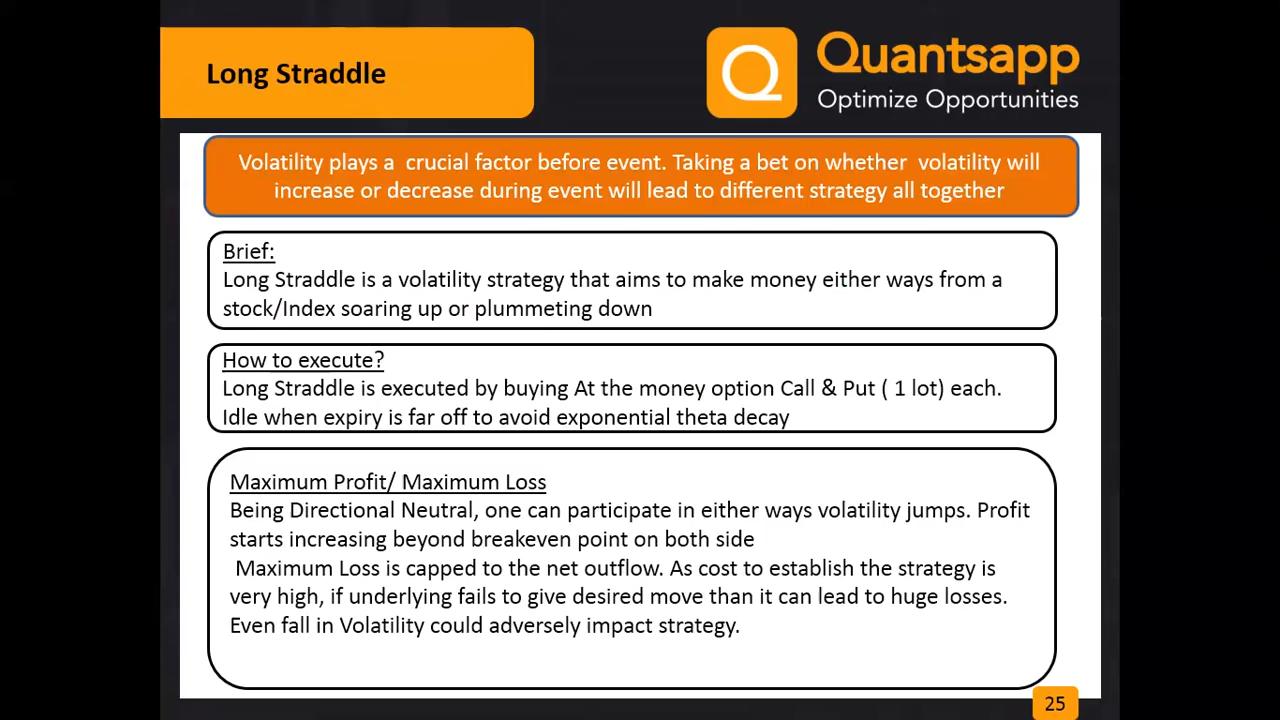 Long Straddle
Quantsapp
Optimize Opportunities
Volatility plays a crucial factor before event. Taking a bet on whether volatility will
increase or decrease during event will lead to different strategy all together
Brief:
Long Straddle is a volatility strategy that aims to make money either ways from a
stock/Index soaring up or plummeting down
How to execute?
Long Straddle is executed by buying At the money option Call & Put ( 1 lot) each.
Idle when expiry is far off to avoid exponential theta decay
Maximum Profit/ Maximum Loss
Being Directional Neutral, one can participate in either ways volatility jumps. Profit
starts increasing beyond breakeven point on both side
Maximum Loss is capped to the net outflow. As cost to establish the strategy is
very high, if underlying fails to give desired move than it can lead to huge losses.
Even fall in Volatility could adversely impact strategy.
25